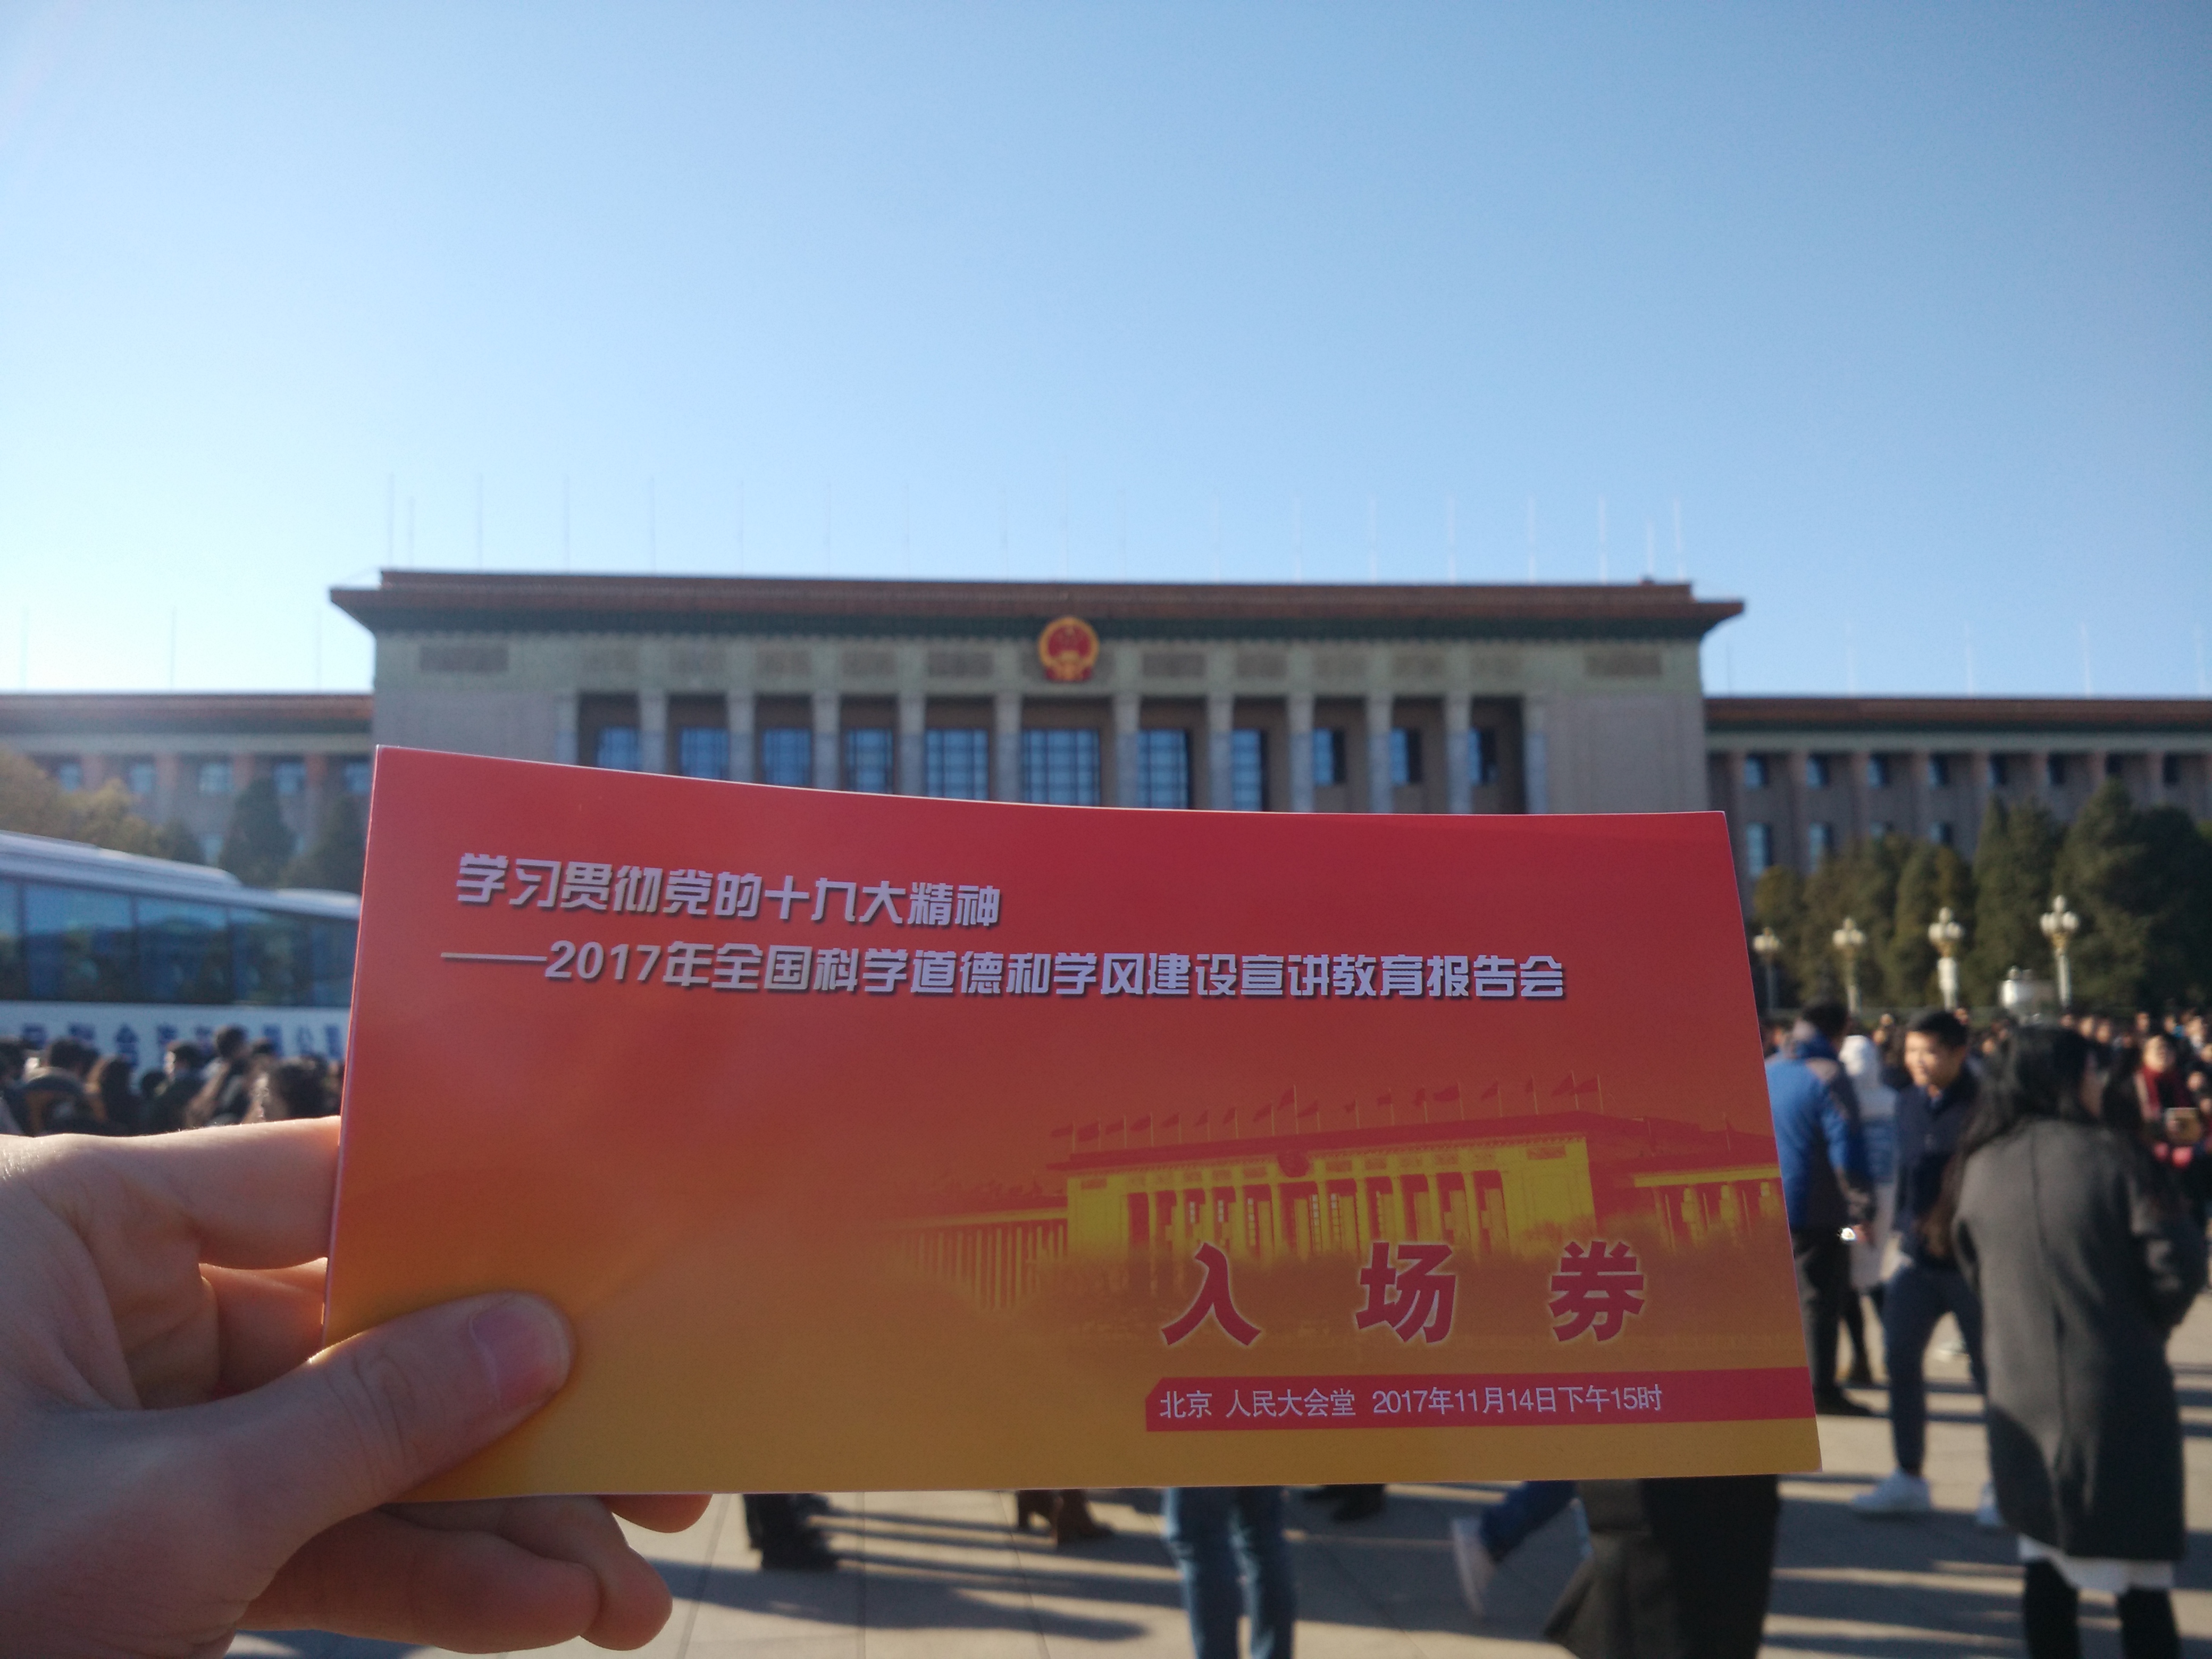 学习贯彻党的十九大精神
——2017年全国科学道德和学风建设宣讲教育报告会
入场券
北京 人民大会堂 2017年11月14日下午15时